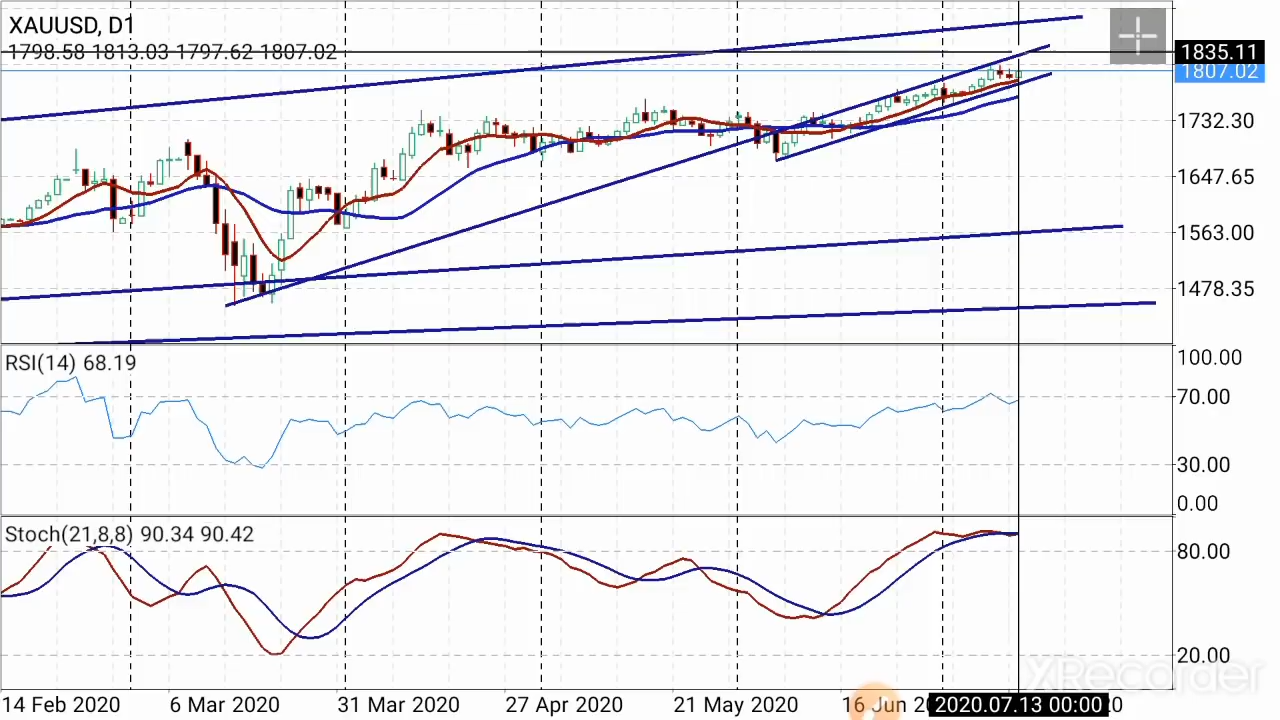 XAUUSD, D1
1798.58 1813.03 1797.62 1807.02
1835.11
1807.02
1732.30
1647.65
1563.00
1478.35
RSI(14) 68.19
100.00
70.00
30.00
0.00
Stoch(21,8,8) 90.34 90.42
80.00
20.00
XRecorder
14 Feb 2020 6 Mar 2020 31 Mar 2020 27 Apr 2020 21 May 2020 16 Jun 2020.07.13 00:00